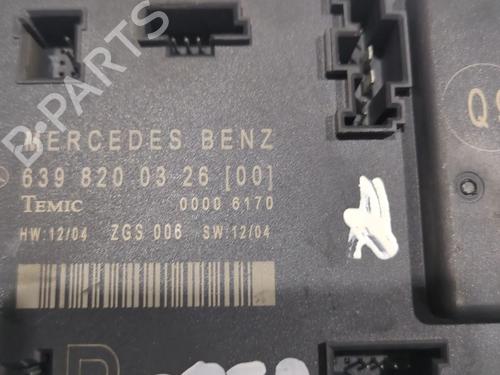 B-PARTS
MERCEDES BENZ
639 820 03 26 [00]
TEMIC 0000 6170
HW:12/04 ZGS 006 SW:12/04